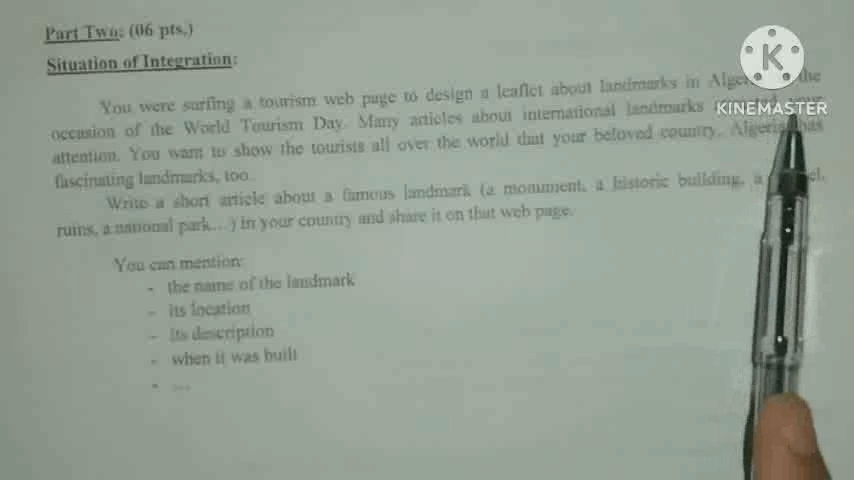 Part Two: (06 pts.)
Situation of Integration:
You were surfing a tourism web page to design a leaflet about landmarks in the
occasion of the World Tourism Day. Many articles about international landmarks your
attention. You want to show the tourists all over the world that your beloved country, Algeria has
fascinating landmarks, too.
Write a short article about a famous landmark (a monument, a historic building, a
ruins, a national park...) in your country and share it on that web page.
You can mention:
- the name of the landmark
- its location
- its description
- when it was built
- ...
K
KINEMASTER